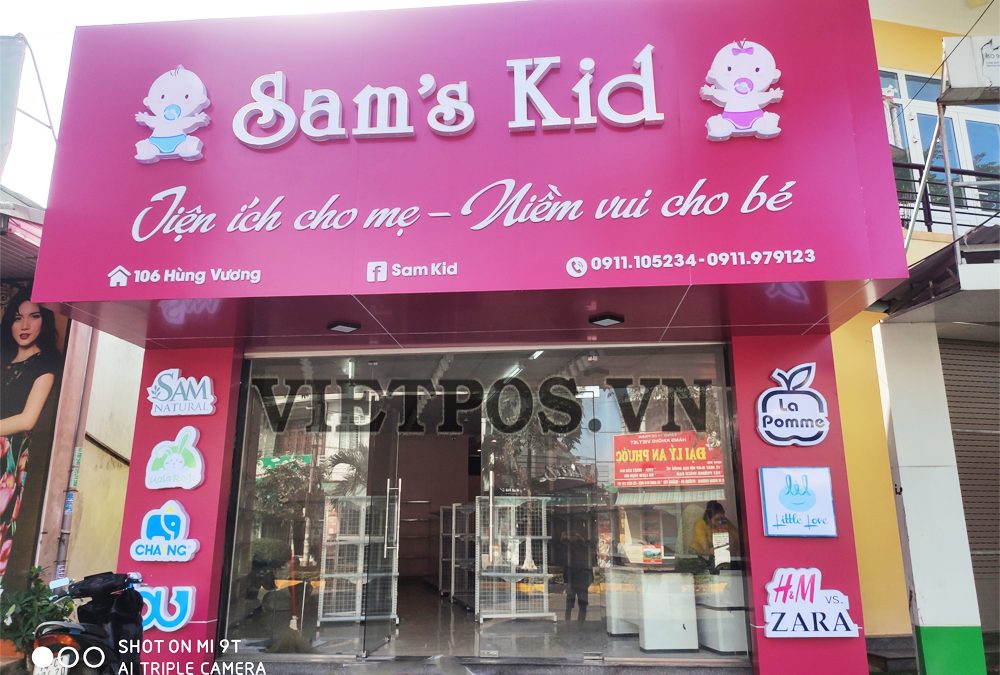 Sam's Kid
Tiện ích cho mẹ – Niềm vui cho bé
106 Hùng Vương
Sam Kid
0911.105234 - 0911.979123
SAM
NATURAL
CHANG
La
Pomme
Little Love
H&M VS.
ZARA
VIETPOS.VN
ĐẠI LÝ AN PHƯỚC
SHOT ON MI 9T
AI TRIPLE CAMERA